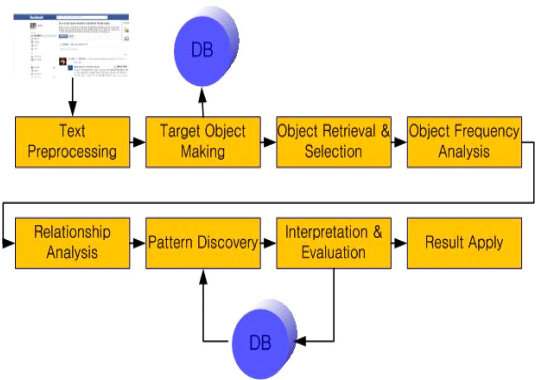 facebook
DB
Text
Preprocessing
Target Object
Making
Object Retrieval &
Selection
Object Frequency
Analysis
Relationship
Analysis
Pattern Discovery
Interpretation &
Evaluation
Result Apply
DB